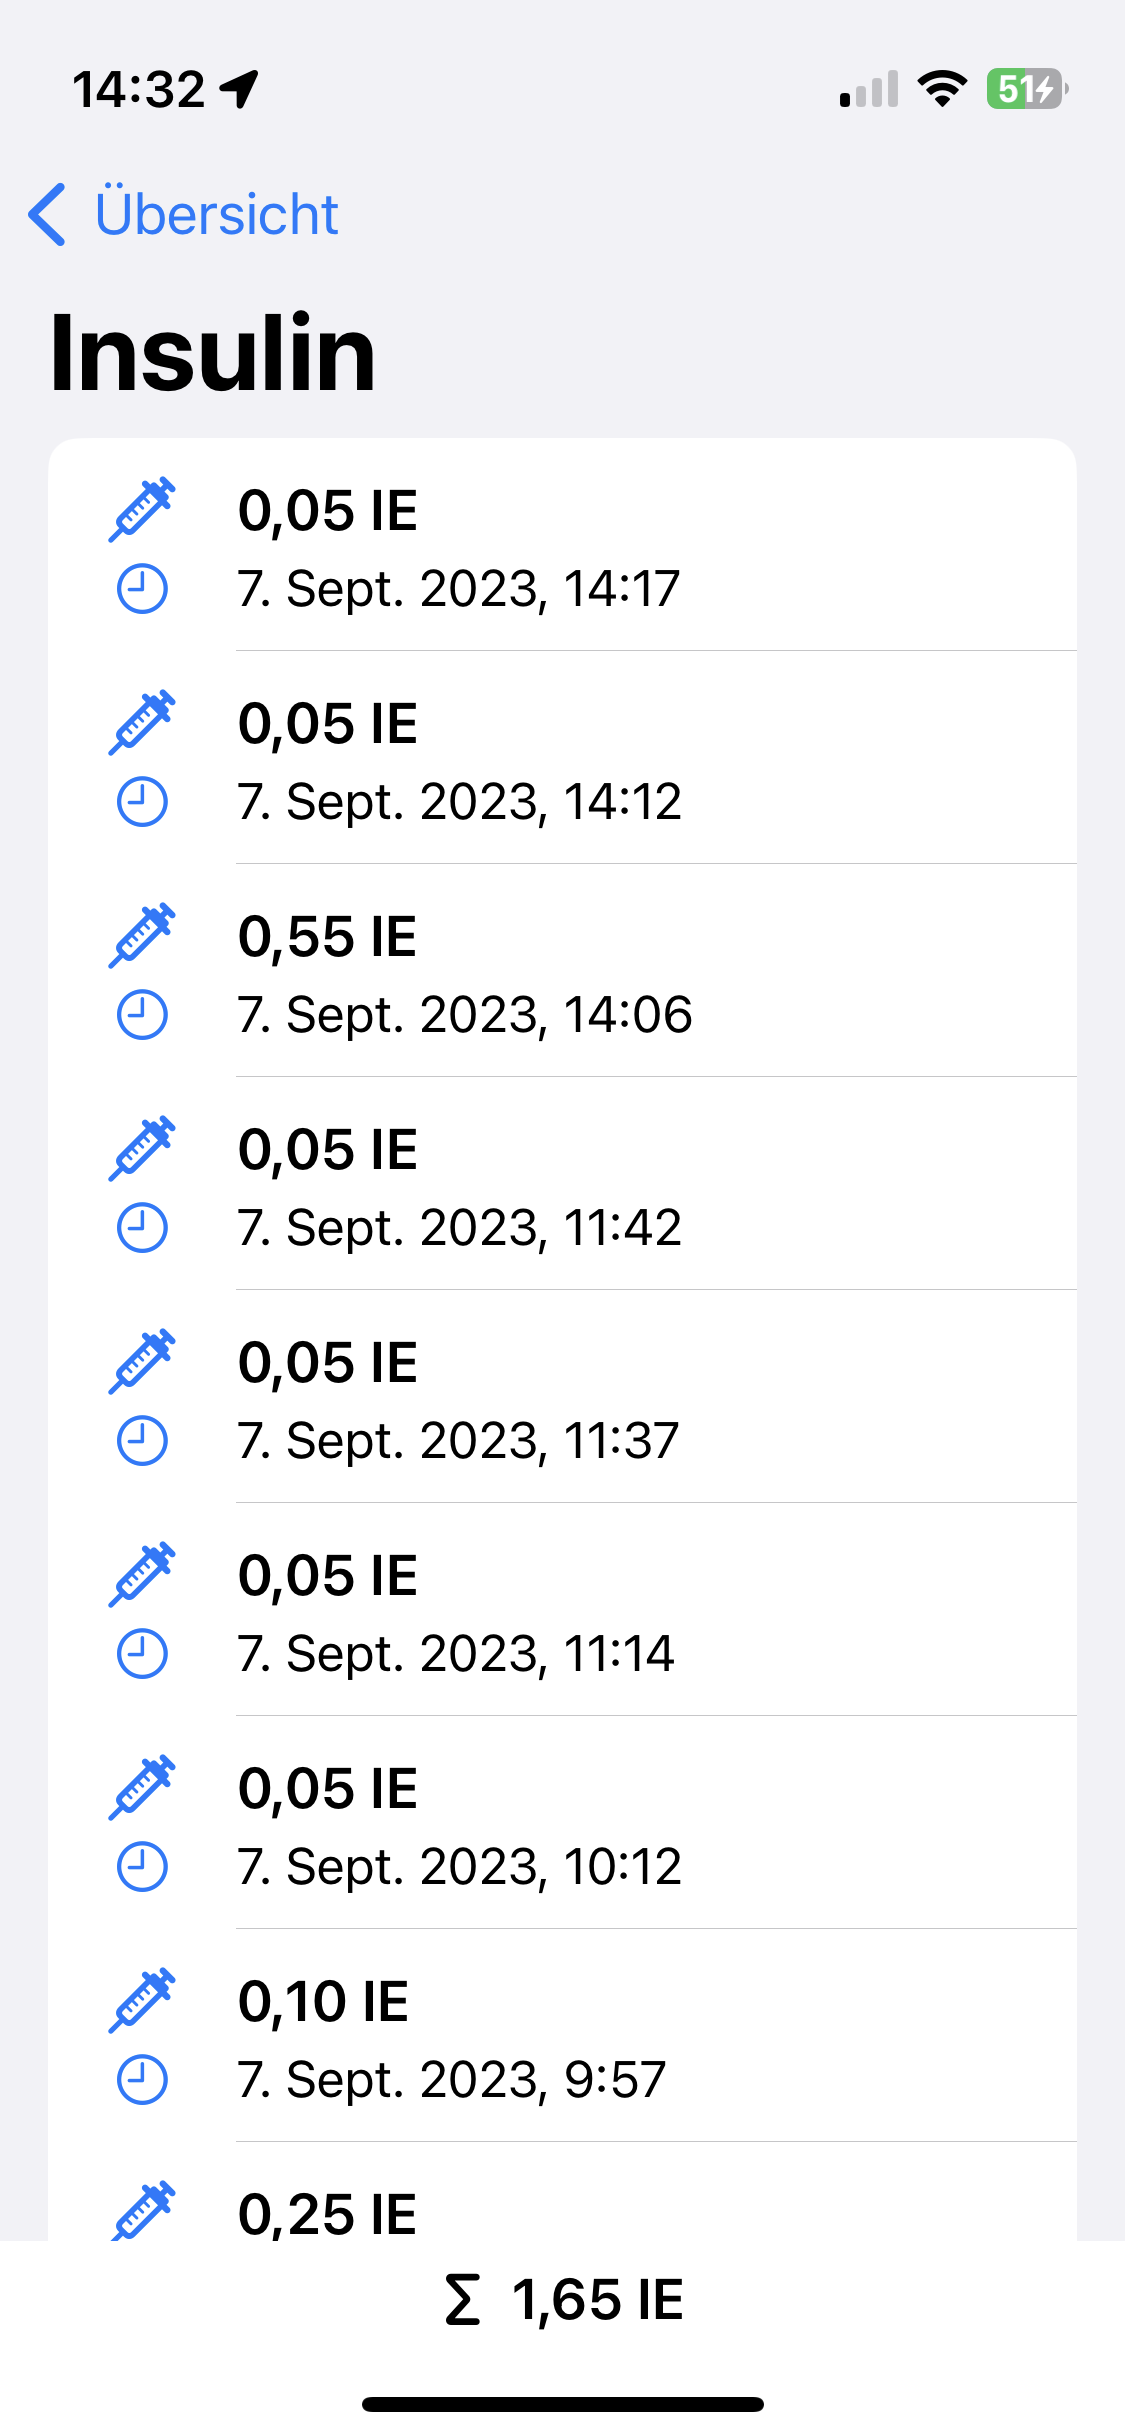 14:32
51
Übersicht
Insulin
0,05 IE
7. Sept. 2023, 14:17
0,05 IE
7. Sept. 2023, 14:12
0,55 IE
7. Sept. 2023, 14:06
0,05 IE
7. Sept. 2023, 11:42
0,05 IE
7. Sept. 2023, 11:37
0,05 IE
7. Sept. 2023, 11:14
0,05 IE
7. Sept. 2023, 10:12
0,10 IE
7. Sept. 2023, 9:57
0,25 IE
Σ 1,65 IE